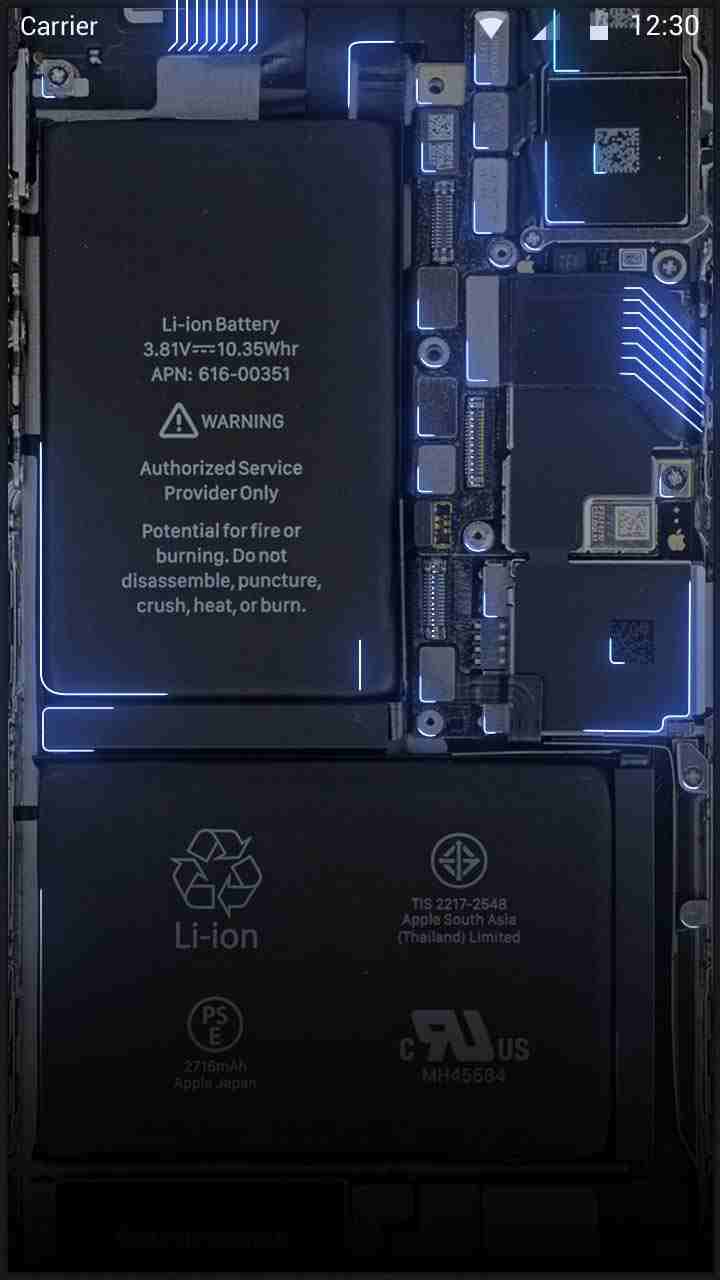 Carrier
12:30
Li-ion Battery
3.81V⎓10.35Whr
APN: 616-00351
WARNING
Authorized Service
Provider Only
Potential for fire or
burning. Do not
disassemble, puncture,
crush, heat, or burn.
Li-ion
TIS 2217-2548
Apple South Asia
(Thailand) Limited
PS
E
2716mAh
Apple Japan
C RU US
MH45584